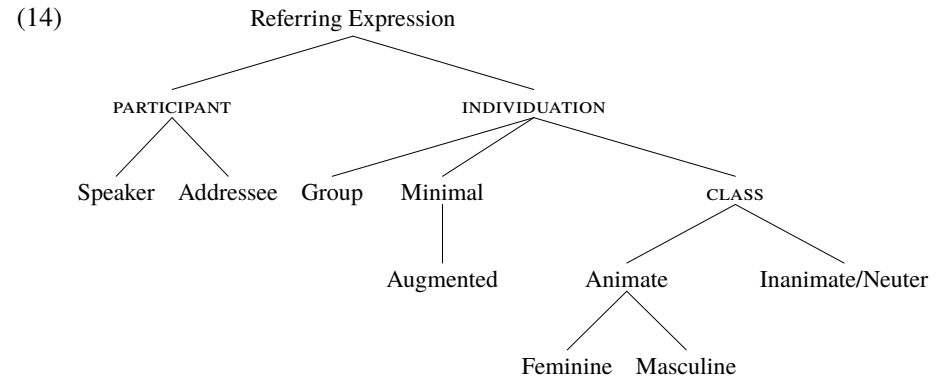 (14) Referring Expression
PARTICIPANT INDIVIDUATION
Speaker Addressee Group Minimal CLASS
Augmented Animate Inanimate/Neuter
Feminine Masculine